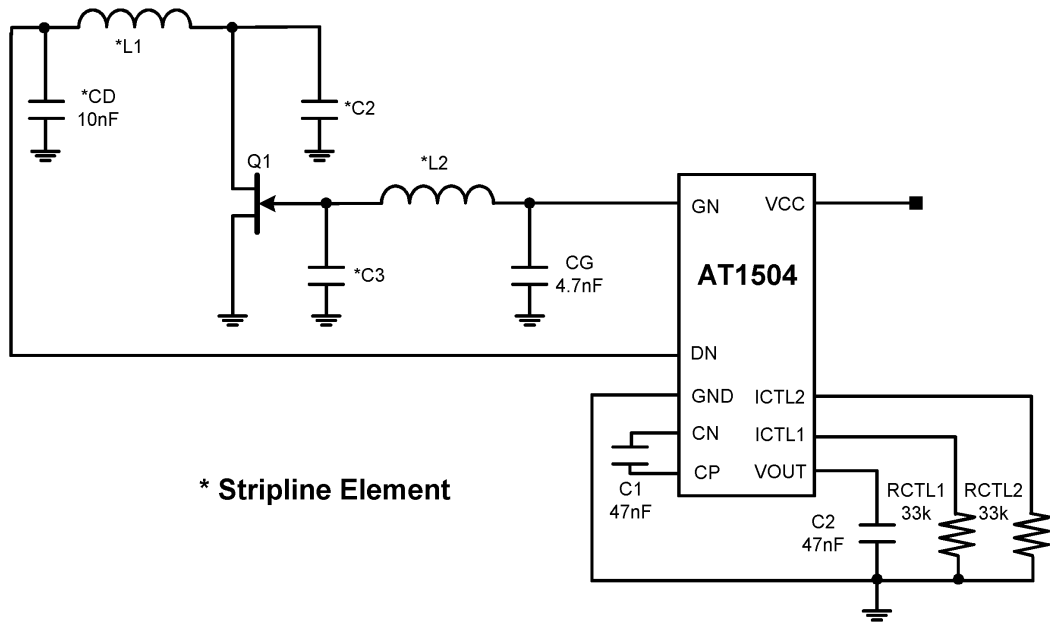 *L1
*CD
10nF
*C2
Q1
*L2
*C3
CG
4.7nF
GN
VCC
AT1504
DN
GND
ICTL2
CN
ICTL1
CP
VOUT
C1
47nF
RCTL1
33k
RCTL2
33k
C2
47nF
* Stripline Element